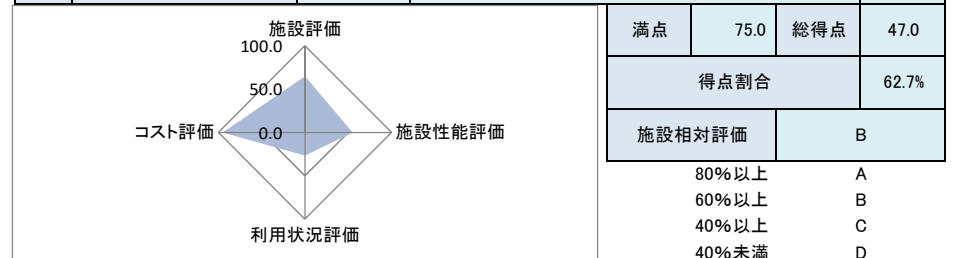 施設評価
100.0
50.0
0.0
コスト評価
施設性能評価
利用状況評価
満点 75.0 総得点 47.0
得点割合 62.7%
施設相対評価 B
80%以上 A
60%以上 B
40%以上 C
40%未満 D